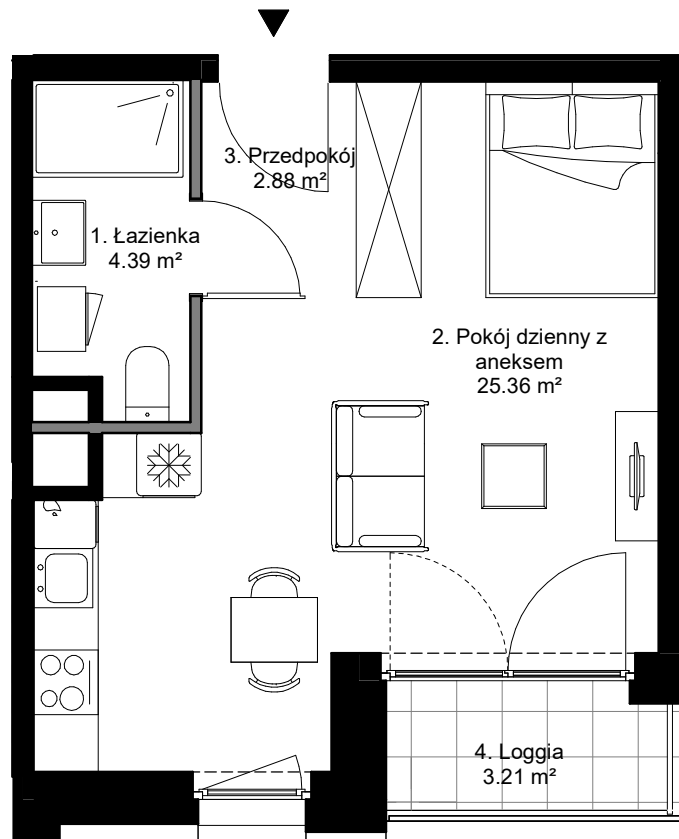 3. Przedpokój
2.88 m²
1. Łazienka
4.39 m²
2. Pokój dzienny z
aneksem
25.36 m²
4. Loggia
3.21 m²